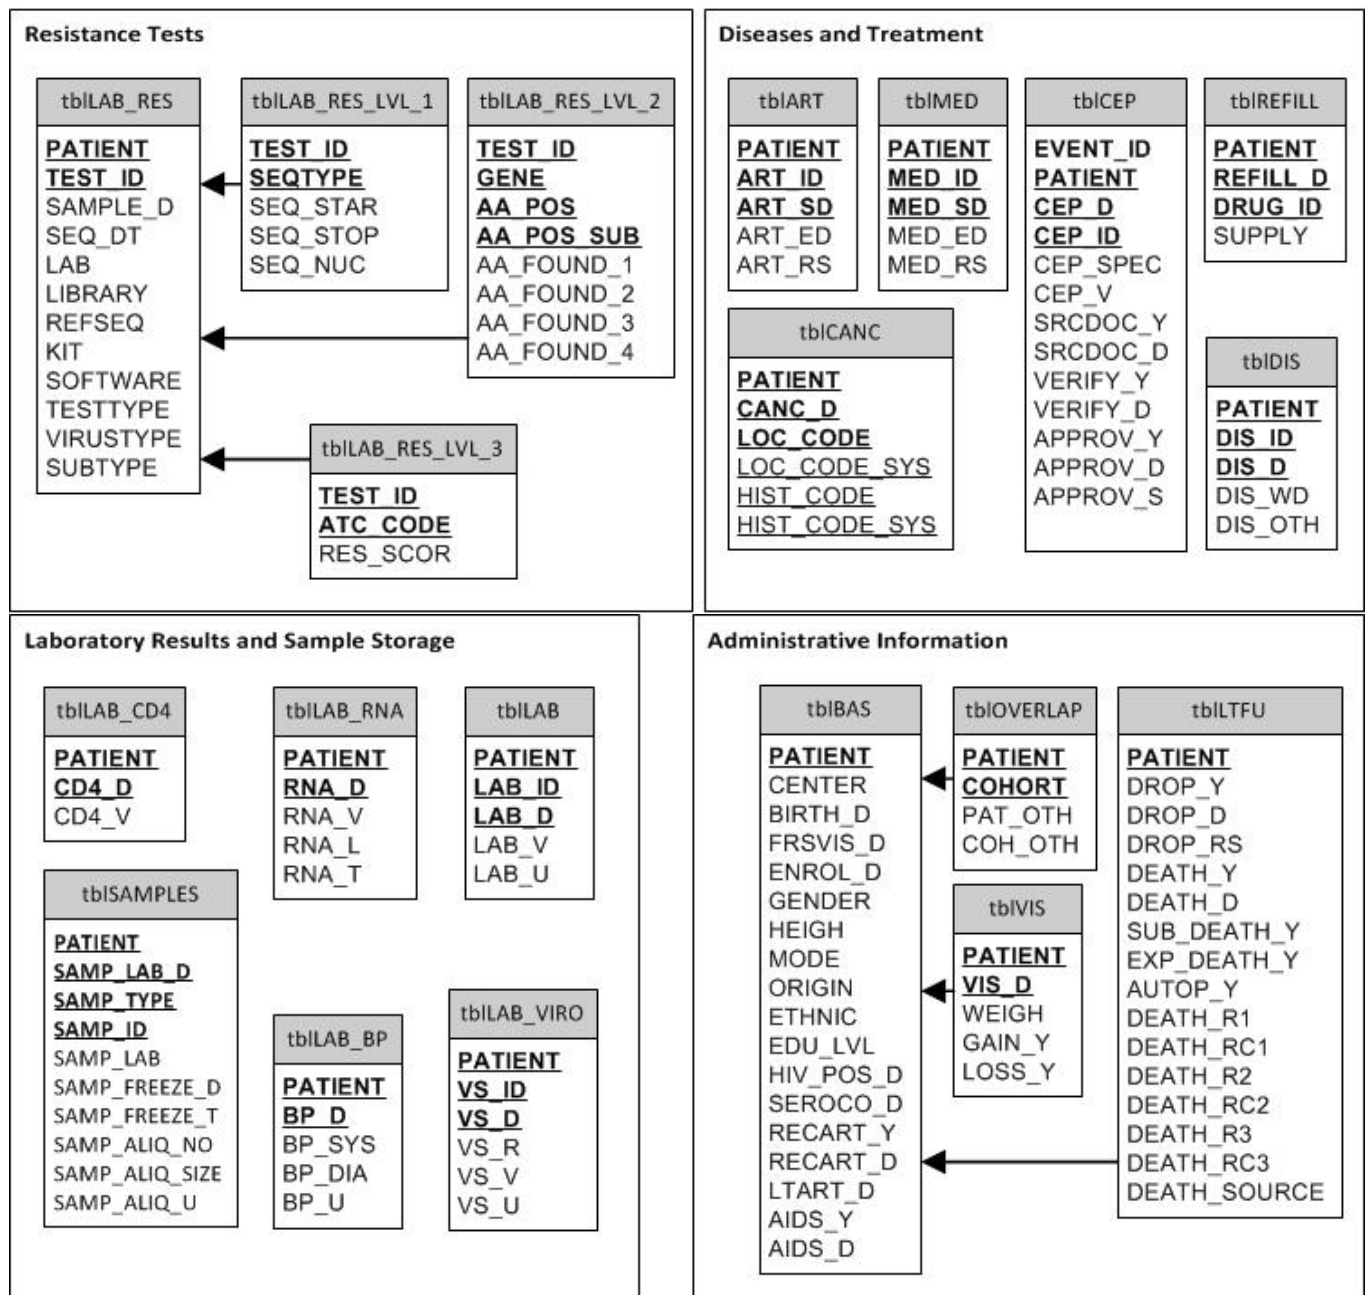 Resistance Tests
tblLAB_RES
PATIENT
TEST_ID
SAMPLE_D
SEQ_DT
LAB
LIBRARY
REFSEQ
KIT
SOFTWARE
TESTTYPE
VIRUSTYPE
SUBTYPE
tblLAB_RES_LVL_1
TEST_ID
SEQTYPE
SEQ_STAR
SEQ_STOP
SEQ_NUC
tblLAB_RES_LVL_2
TEST_ID
GENE
AA_POS
AA_POS_SUB
AA_FOUND_1
AA_FOUND_2
AA_FOUND_3
AA_FOUND_4
tblLAB_RES_LVL_3
TEST_ID
ATC_CODE
RES_SCOR
Diseases and Treatment
tblART
PATIENT
ART_ID
ART_SD
ART_ED
ART_RS
tblMED
PATIENT
MED_ID
MED_SD
MED_ED
MED_RS
tblCEP
EVENT_ID
PATIENT
CEP_D
CEP_ID
CEP_SPEC
CEP_V
SRCDOC_Y
SRCDOC_D
VERIFY_Y
VERIFY_D
APPROV_Y
APPROV_D
APPROV_S
tblREFILL
PATIENT
REFILL_D
DRUG_ID
SUPPLY
tblCANC
PATIENT
CANC_D
LOC_CODE
LOC_CODE_SYS
HIST_CODE
HIST_CODE_SYS
tblDIS
PATIENT
DIS_ID
DIS_D
DIS_WD
DIS_OTH
Laboratory Results and Sample Storage
tblLAB_CD4
PATIENT
CD4_D
CD4_V
tblLAB_RNA
PATIENT
RNA_D
RNA_V
RNA_L
RNA_T
tblLAB
PATIENT
LAB_ID
LAB_D
LAB_V
LAB_U
tblSAMPLES
PATIENT
SAMP_LAB_D
SAMP_TYPE
SAMP_ID
SAMP_LAB
SAMP_FREEZE_D
SAMP_FREEZE_T
SAMP_ALIQ_NO
SAMP_ALIQ_SIZE
SAMP_ALIQ_U
tblLAB_BP
PATIENT
BP_D
BP_SYS
BP_DIA
BP_U
tblLAB_VIRO
PATIENT
VS_ID
VS_D
VS_R
VS_V
VS_U
Administrative Information
tblBAS
PATIENT
CENTER
BIRTH_D
FRSVIS_D
ENROL_D
GENDER
HEIGH
MODE
ORIGIN
ETHNIC
EDU_LVL
HIV_POS_D
SEROCO_D
RECART_Y
RECART_D
LTART_D
AIDS_Y
AIDS_D
tblOVERLAP
PATIENT
COHORT
PAT_OTH
COH_OTH
tblVIS
PATIENT
VIS_D
WEIGH
GAIN_Y
LOSS_Y
tblLTFU
PATIENT
DROP_Y
DROP_D
DROP_RS
DEATH_Y
DEATH_D
SUB_DEATH_Y
EXP_DEATH_Y
AUTOP_Y
DEATH_R1
DEATH_RC1
DEATH_R2
DEATH_RC2
DEATH_R3
DEATH_RC3
DEATH_SOURCE